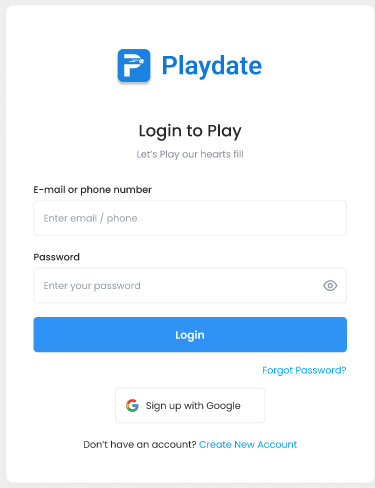 Playdate
Login to Play
Let's Play our hearts fill
E-mail or phone number
Enter email / phone
Password
Enter your password
Login
Forgot Password?
Sign up with Google
Don't have an account? Create New Account